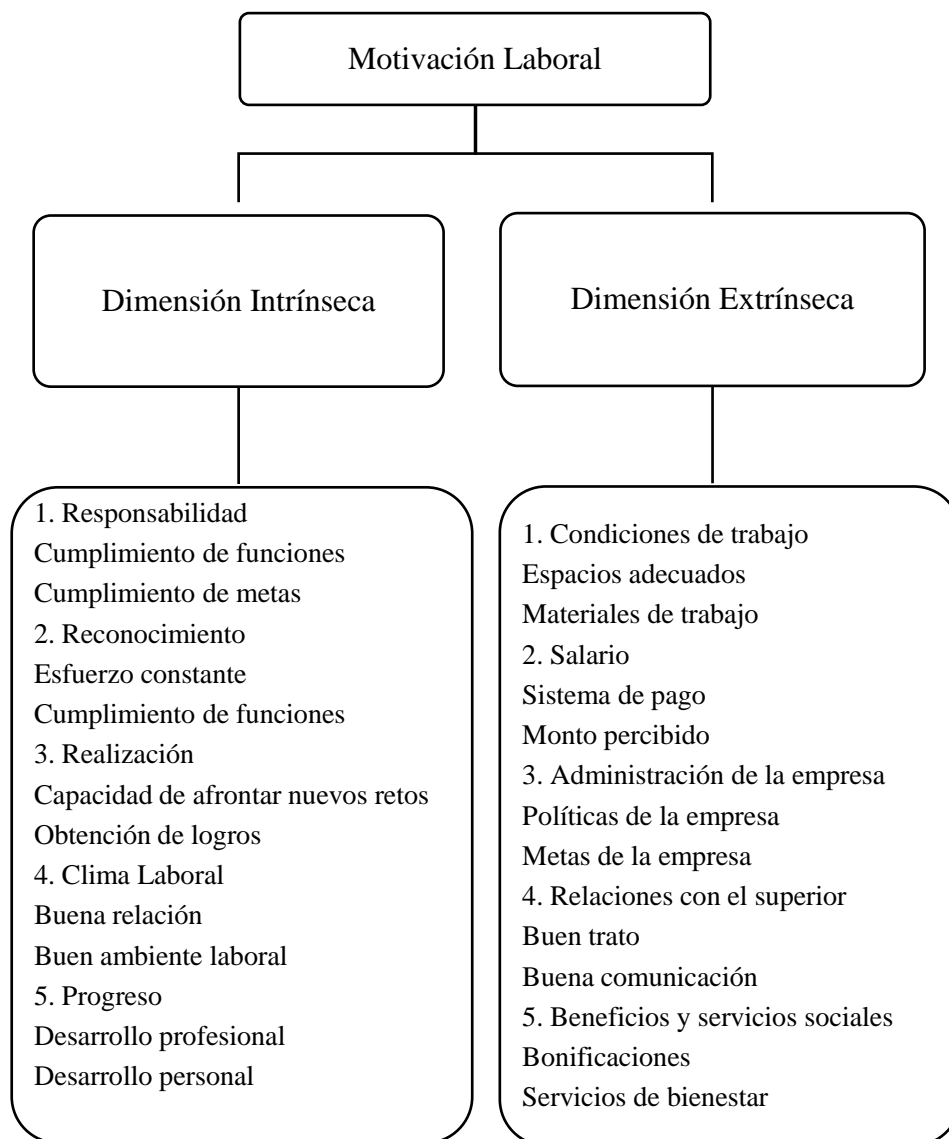 Motivación Laboral
Dimensión Intrínseca
Dimensión Extrínseca
1. Responsabilidad
Cumplimiento de funciones
Cumplimiento de metas
2. Reconocimiento
Esfuerzo constante
Cumplimiento de funciones
3. Realización
Capacidad de afrontar nuevos retos
Obtención de logros
4. Clima Laboral
Buena relación
Buen ambiente laboral
5. Progreso
Desarrollo profesional
Desarrollo personal
1. Condiciones de trabajo
Espacios adecuados
Materiales de trabajo
2. Salario
Sistema de pago
Monto percibido
3. Administración de la empresa
Políticas de la empresa
Metas de la empresa
4. Relaciones con el superior
Buen trato
Buena comunicación
5. Beneficios y servicios sociales
Bonificaciones
Servicios de bienestar